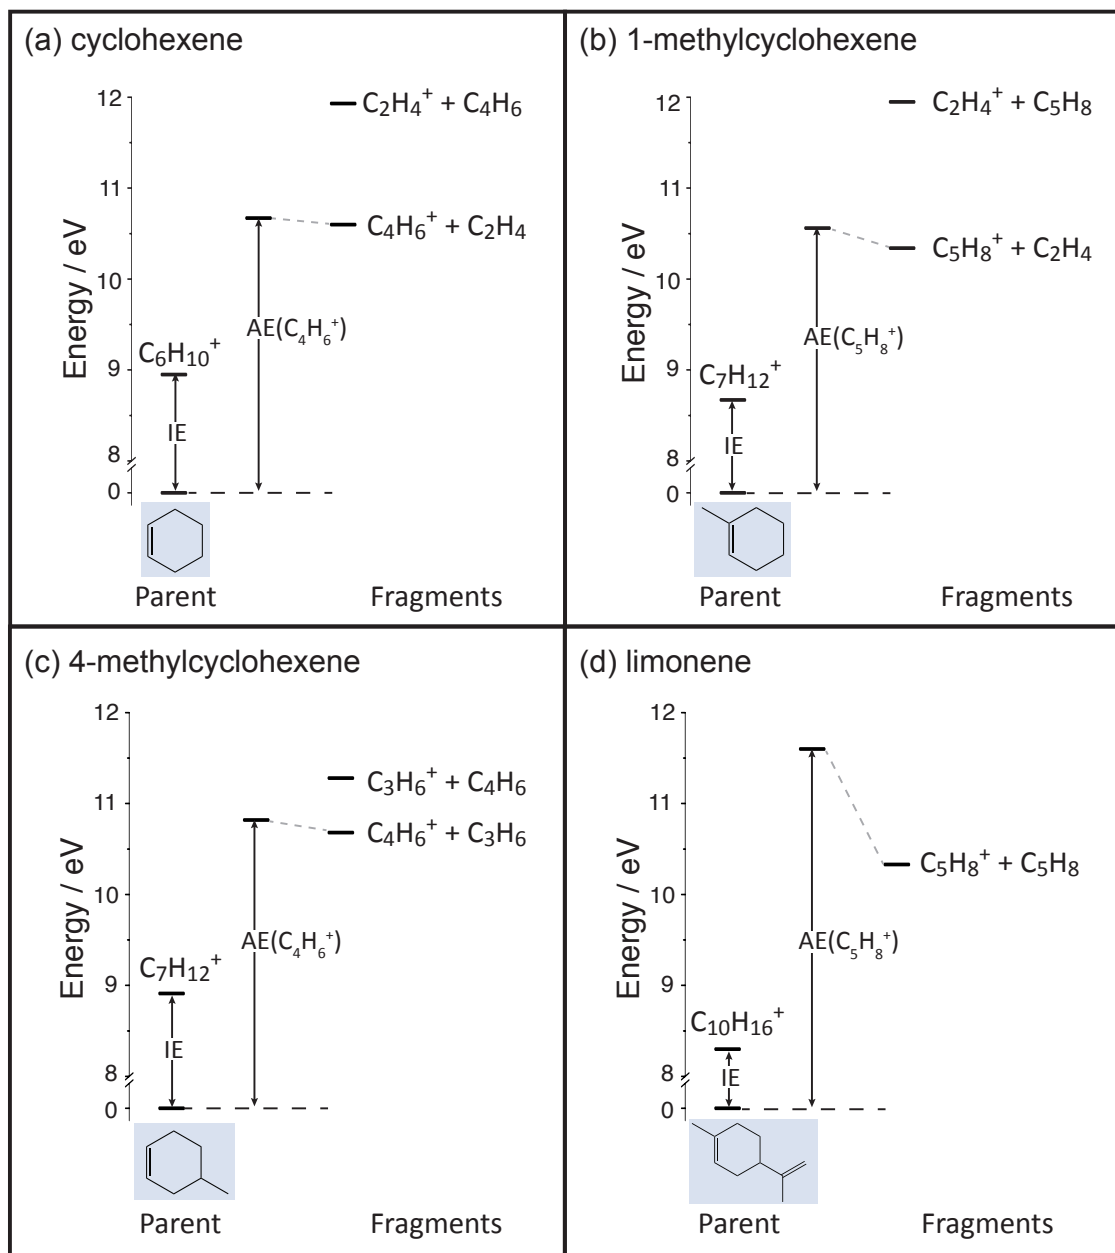 (a) cyclohexene
12
11
10
9
8
0
Energy / eV
C₂H₄⁺ + C₄H₆
C₄H₆⁺ + C₂H₄
AE(C₄H₆⁺)
C₆H₁₀⁺
IE
Parent
Fragments
(b) 1-methylcyclohexene
12
11
10
9
8
0
Energy / eV
C₂H₄⁺ + C₅H₈
C₅H₈⁺ + C₂H₄
AE(C₅H₈⁺)
C₇H₁₂⁺
IE
Parent
Fragments
(c) 4-methylcyclohexene
12
11
10
9
8
0
Energy / eV
C₃H₆⁺ + C₄H₆
C₄H₆⁺ + C₃H₆
AE(C₄H₆⁺)
C₇H₁₂⁺
IE
Parent
Fragments
(d) limonene
12
11
10
9
8
0
Energy / eV
C₅H₈⁺ + C₅H₈
AE(C₅H₈⁺)
C₁₀H₁₆⁺
IE
Parent
Fragments